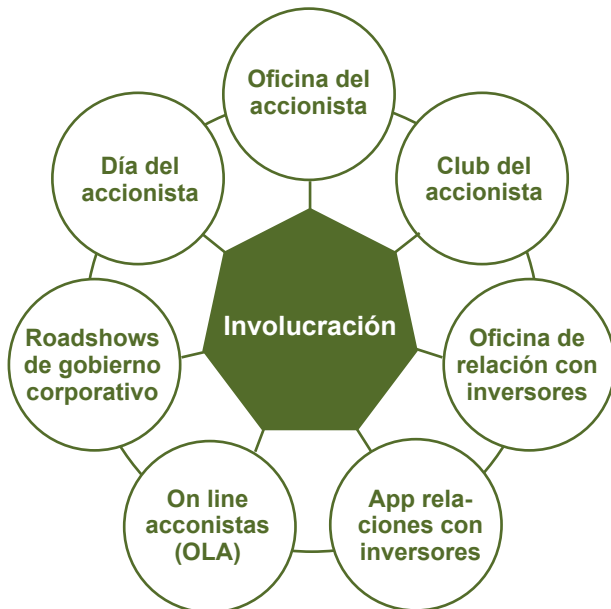 Oficina del
accionista
Club del
accionista
Oficina de
relación con
inversores
App rela-
ciones con
inversores
On line
acconistas
(OLA)
Roadshows
de gobierno
corporativo
Día del
accionista
Involucración